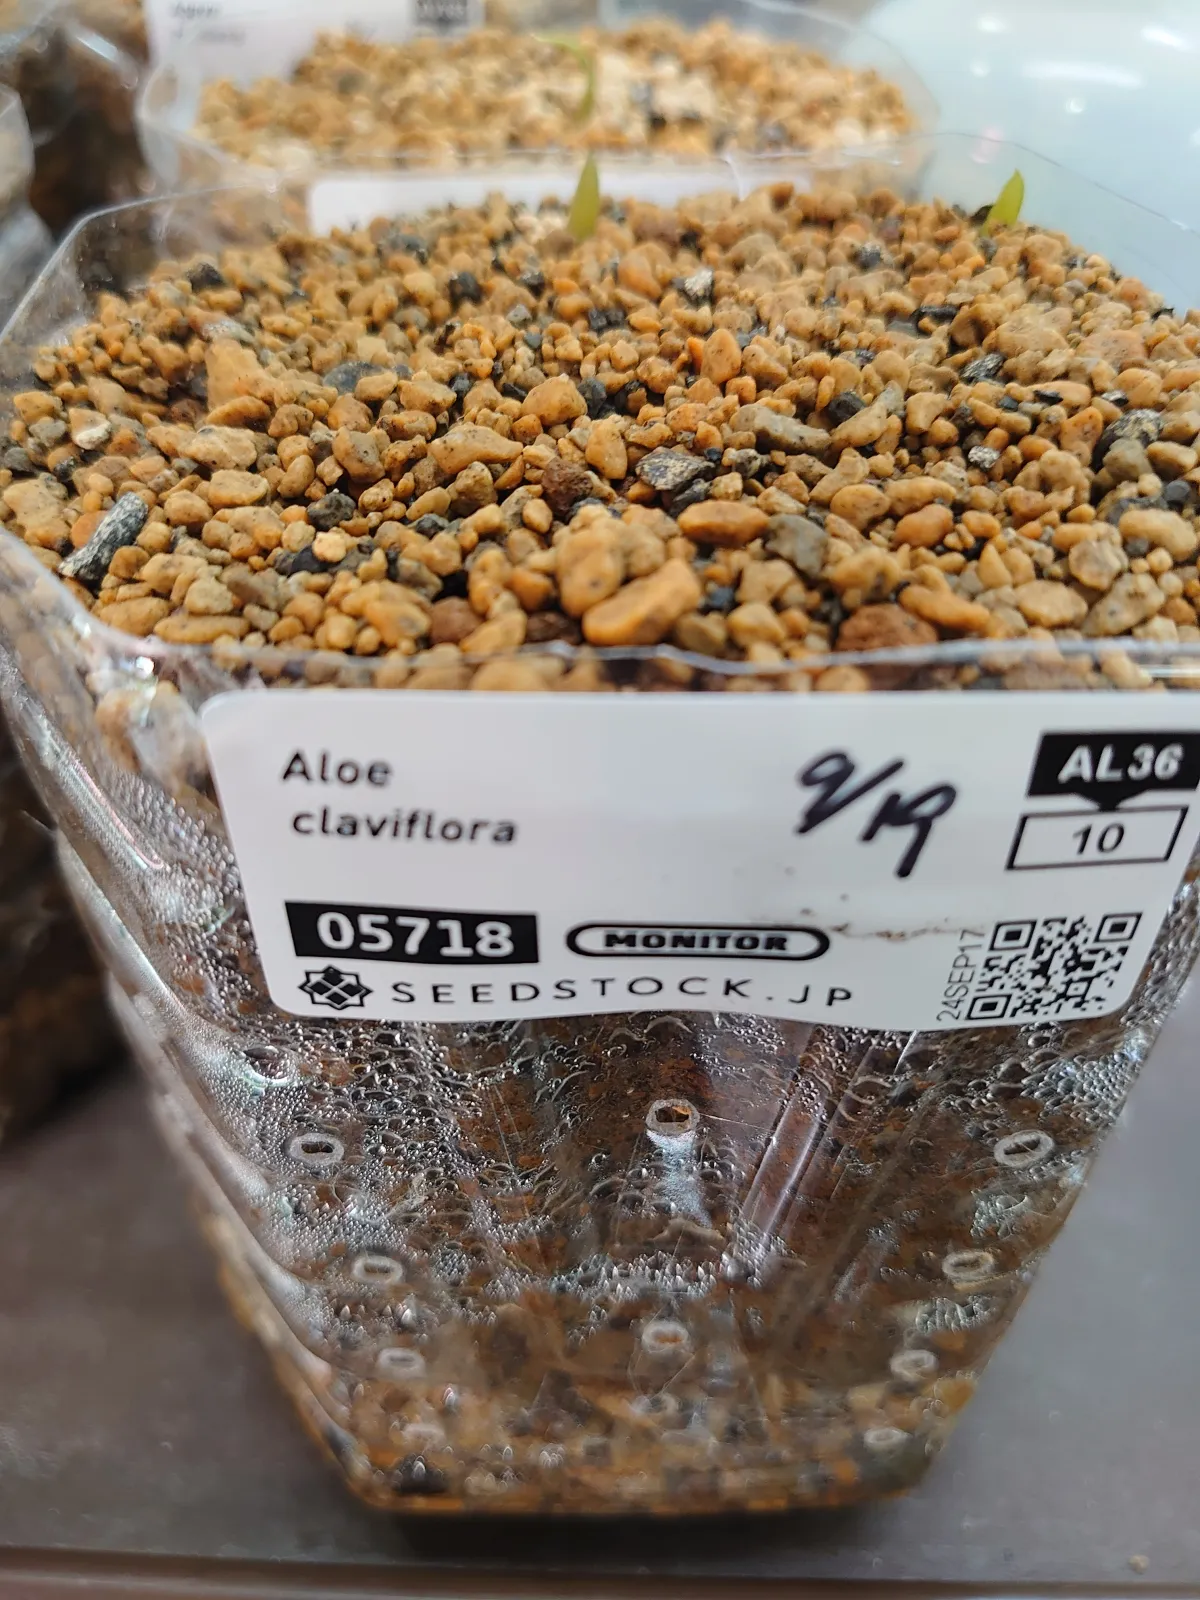 Aloe
claviflora
9/19
AL36
10
05718
MONITOR
SEEDSTOCK.JP
24SEP17